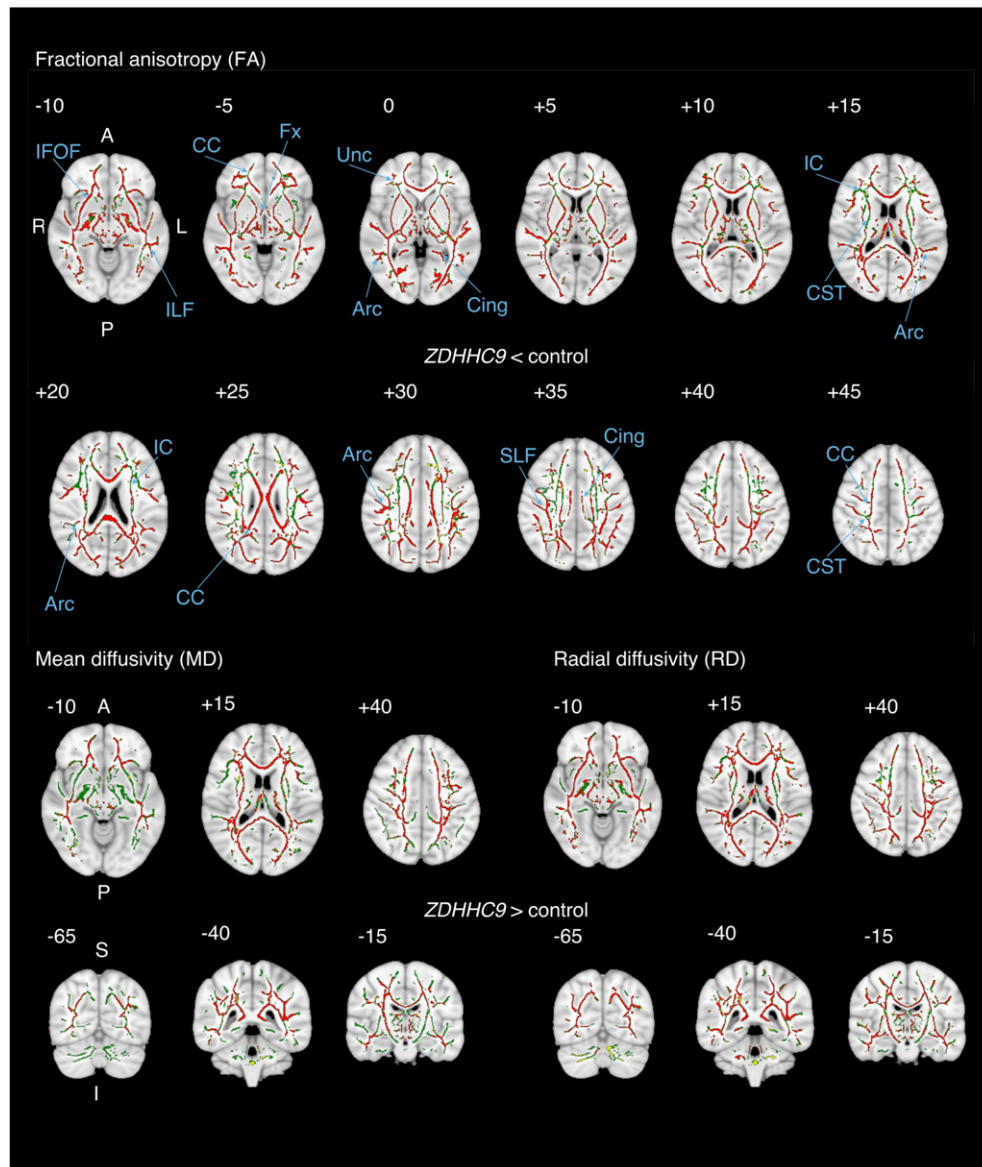 Fractional anisotropy (FA)
-10 -5 0 +5 +10 +15
A
Fx
CC
IFOF Unc IC
R L
CST
ILF Arc Cing Arc
P
ZDHHC9 < control
+20 +25 +30 +35 +40 +45
Cing
IC Arc SLF CC
CST
Arc CC
Mean diffusivity (MD) Radial diffusivity (RD)
-10 A +15 +40 -10 +15 +40
P
ZDHHC9 > control
-65 S -40 -15 -65 -40 -15
I